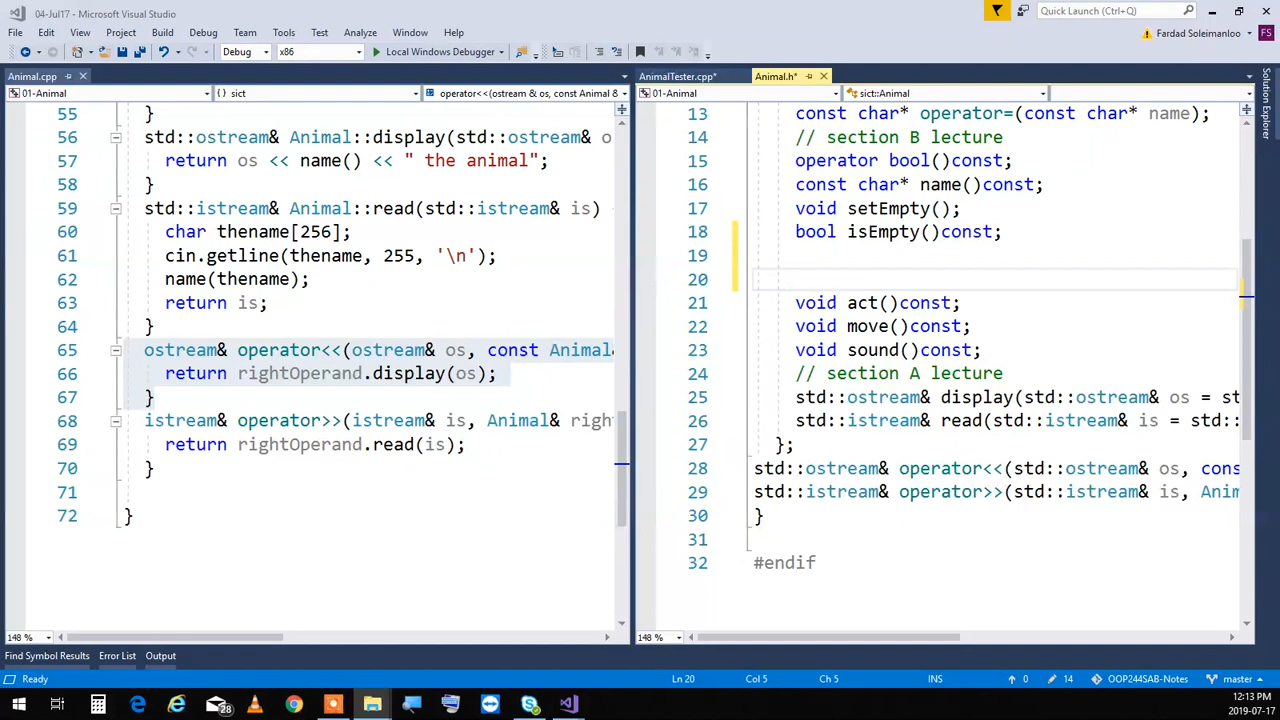 04-Jul17 - Microsoft Visual Studio
Quick Launch (Ctrl+Q)
File Edit View Project Build Debug Team Tools Test Analyze Window Help
Fardad Soleimanloo FS
Debug x86 Local Windows Debugger
Animal.cpp
01-Animal sict operator<<(ostream & os, const Animal &
55 }
56 std::ostream& Animal::display(std::ostream& o
57 return os << name() << " the animal";
58 }
59 std::istream& Animal::read(std::istream& is)
60 char thename[256];
61 cin.getline(thename, 255, '\n');
62 name(thename);
63 return is;
64 }
65 ostream& operator<<(ostream& os, const Animal&
66 return rightOperand.display(os);
67 }
68 istream& operator>>(istream& is, Animal& righ
69 return rightOperand.read(is);
70 }
71
72 }
148 %
AnimalTester.cpp* Animal.h*
01-Animal sict::Animal
13 const char* operator=(const char* name);
14 // section B lecture
15 operator bool()const;
16 const char* name()const;
17 void setEmpty();
18 bool isEmpty()const;
19
20
21 void act()const;
22 void move()const;
23 void sound()const;
24 // section A lecture
25 std::ostream& display(std::ostream& os = st
26 std::istream& read(std::istream& is = std::
27 };
28 std::ostream& operator<<(std::ostream& os, cons
29 std::istream& operator>>(std::istream& is, Anim
30 }
31
32 #endif
148 %
Solution Explorer
Find Symbol Results Error List Output
Ready Ln 20 Col 5 Ch 5 INS 0 14 OOP244SAB-Notes master
28
12:13 PM
2019-07-17